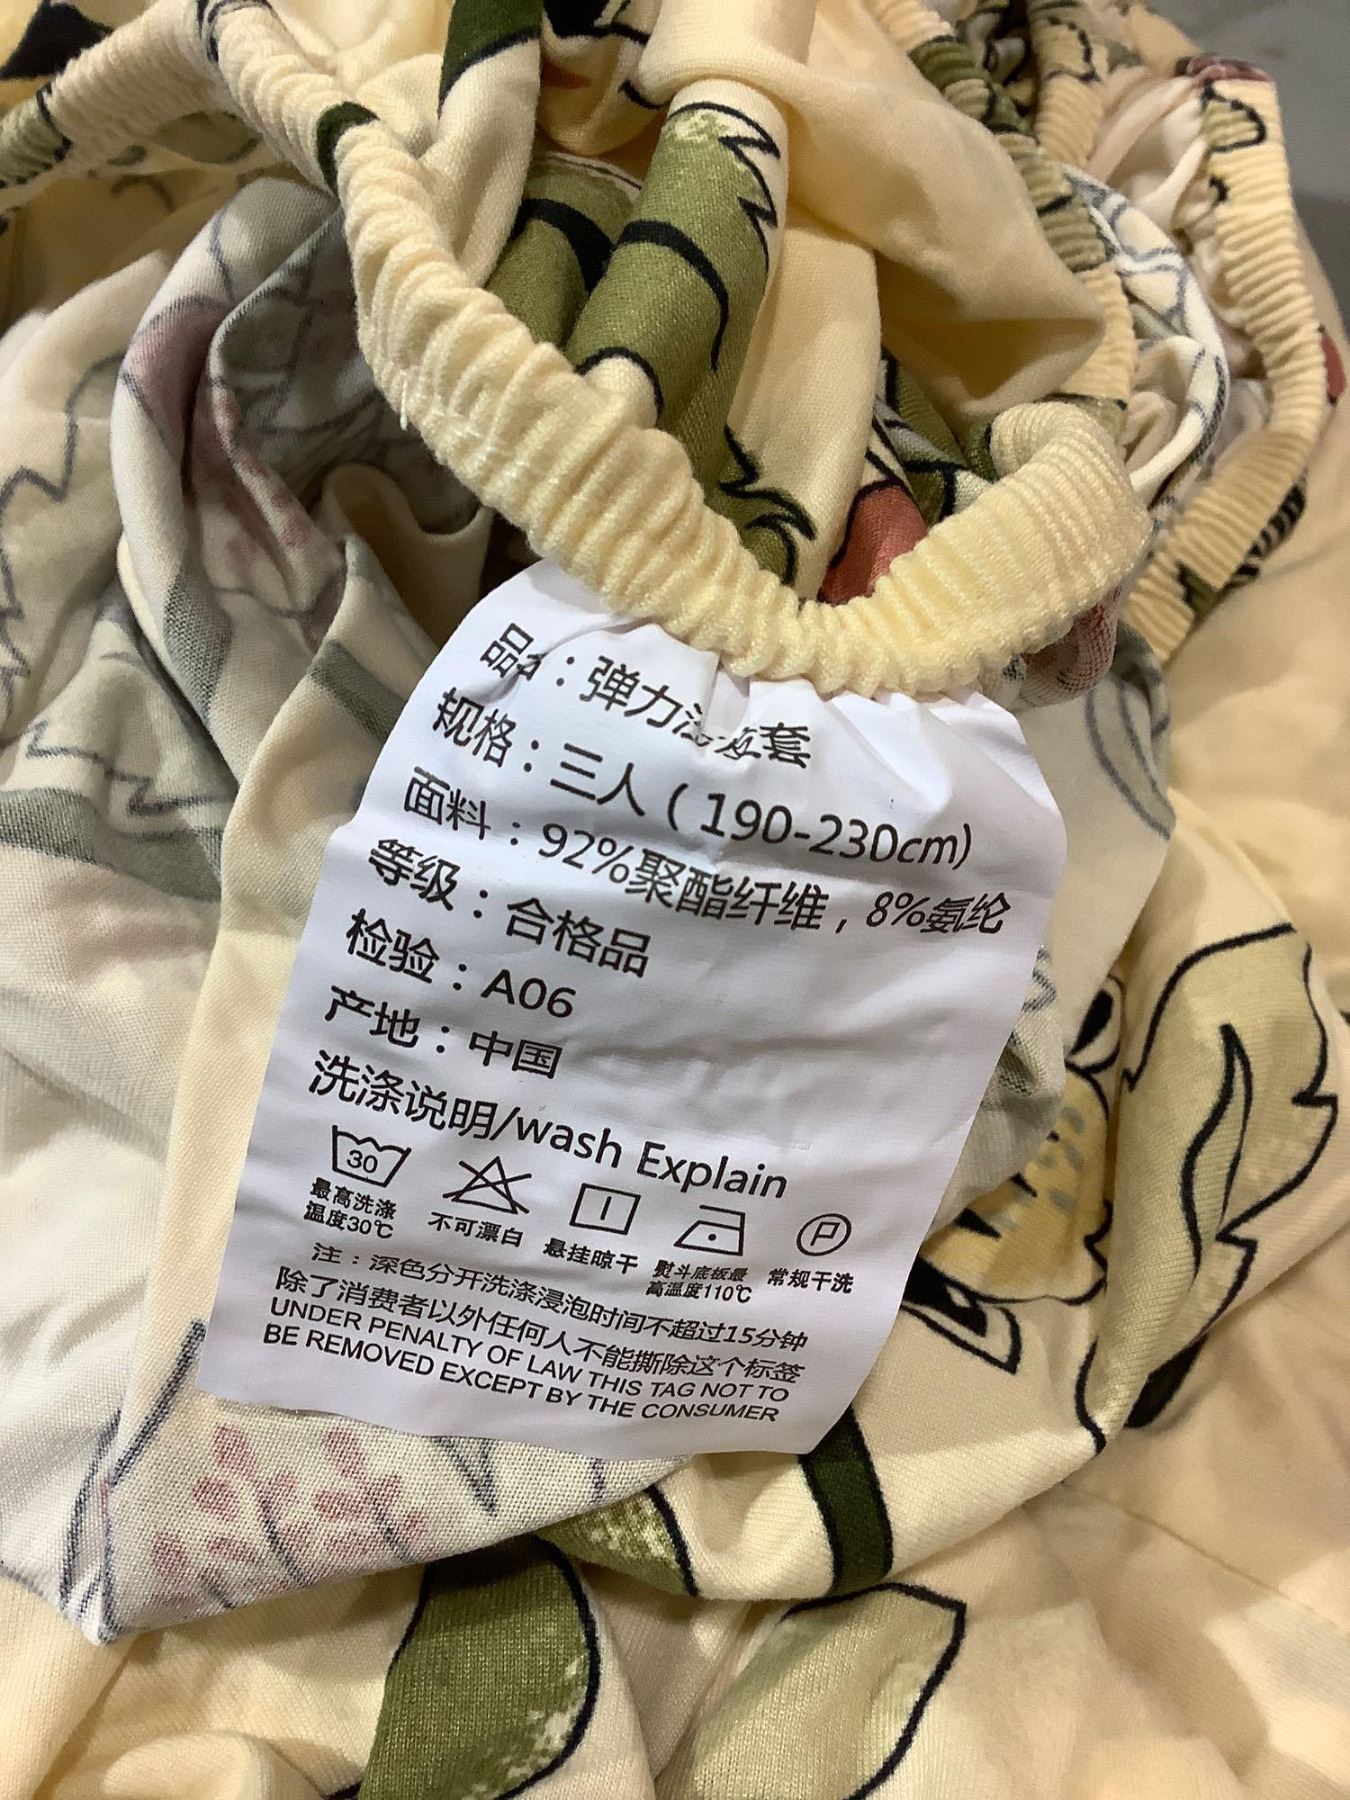 品名：弹力沙发套
规格：三人（190-230cm)
面料：92%聚酯纤维，8%氨纶
等级：合格品
检验：A06
产地：中国
洗涤说明/wash Explain
30
最高洗涤
温度30℃
不可漂白
悬挂晾干
熨斗底板最
高温度110℃
P
常规干洗
注：深色分开洗涤浸泡时间不超过15分钟
除了消费者以外任何人不能撕除这个标签
UNDER PENALTY OF LAW THIS TAG NOT TO
BE REMOVED EXCEPT BY THE CONSUMER